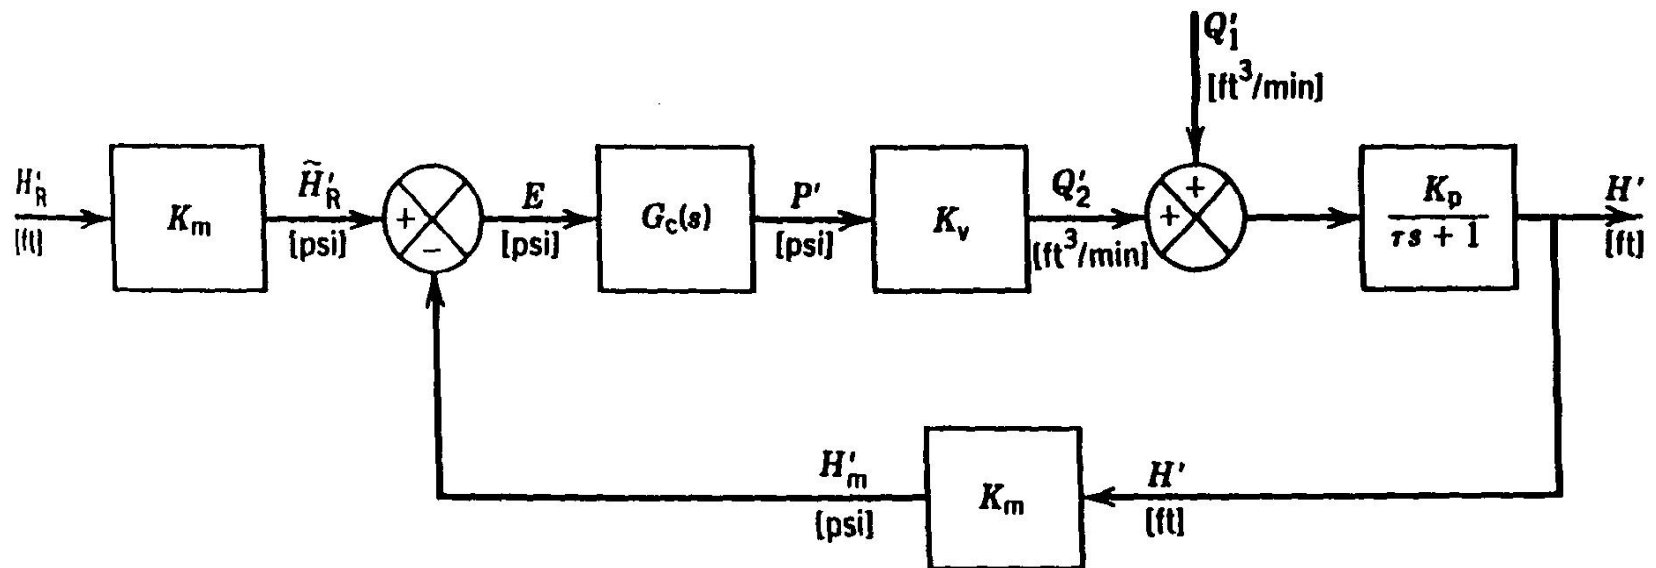 Q′₁
[ft³/min]
H′R
[ft]
Km
H̃′R
[psi]
+
−
E
[psi]
Gc(s)
P′
[psi]
Kv
Q′₂
[ft³/min]
+
+
Kp
τs + 1
H′
[ft]
H′m
[psi]
Km
H′
[ft]